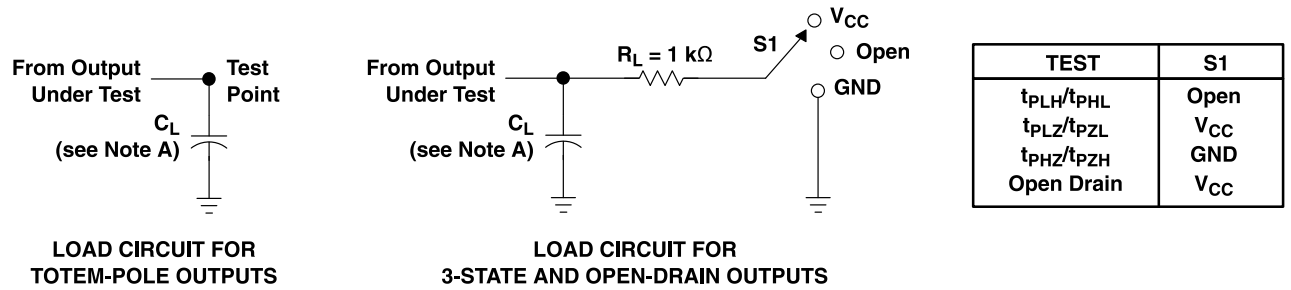 From Output
Under Test
Test
Point
CL
(see Note A)
LOAD CIRCUIT FOR
TOTEM-POLE OUTPUTS
From Output
Under Test
RL = 1 kΩ
S1
VCC
Open
GND
CL
(see Note A)
LOAD CIRCUIT FOR
3-STATE AND OPEN-DRAIN OUTPUTS
TEST S1
tPLH/tPHL Open
tPLZ/tPZL VCC
tPHZ/tPZH GND
Open Drain VCC